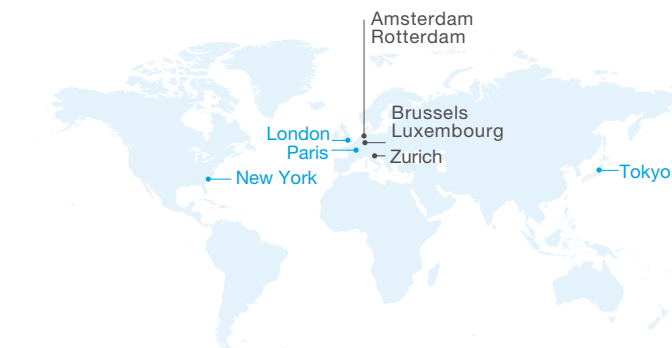 Amsterdam
Rotterdam
Brussels
Luxembourg
London
Paris
Zurich
New York
Tokyo